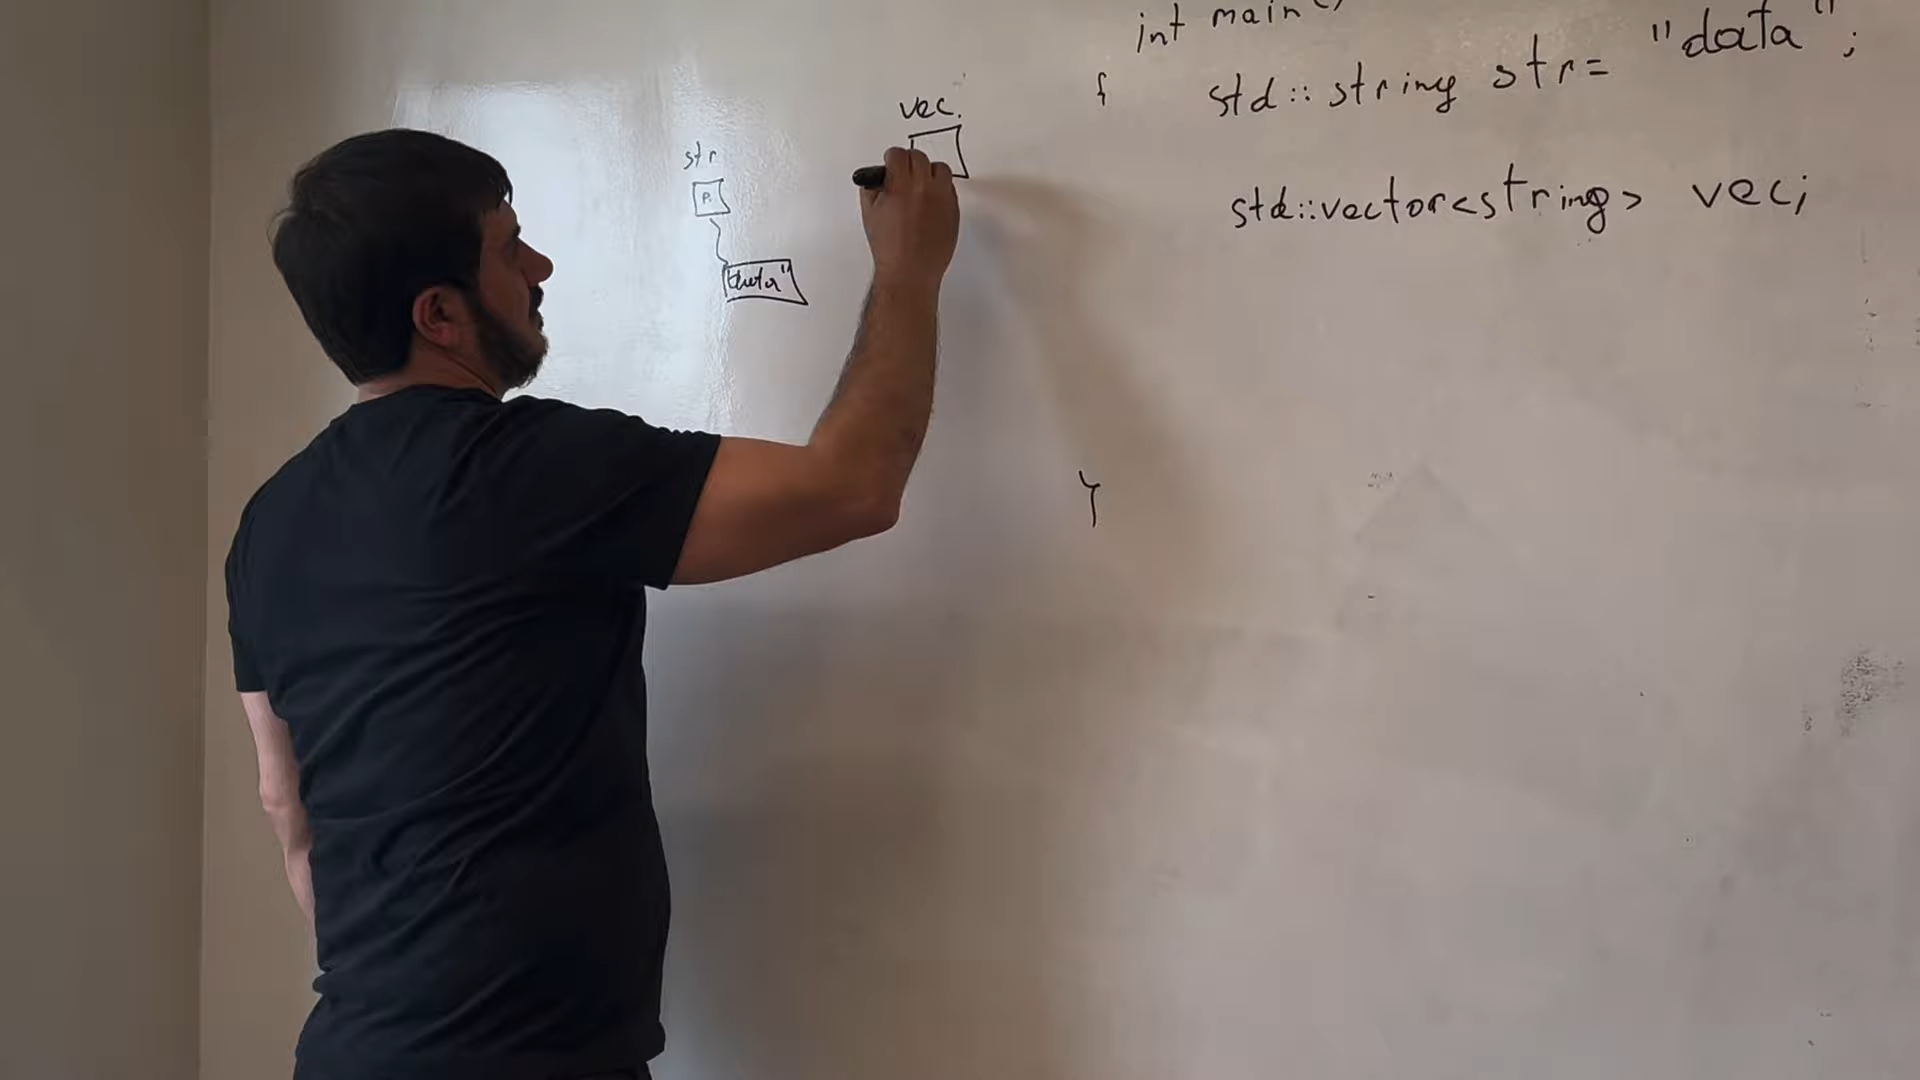 int main()
{ std::string str= "data";
std::vector<string> vec;
}
vec.
str
P.
"data"